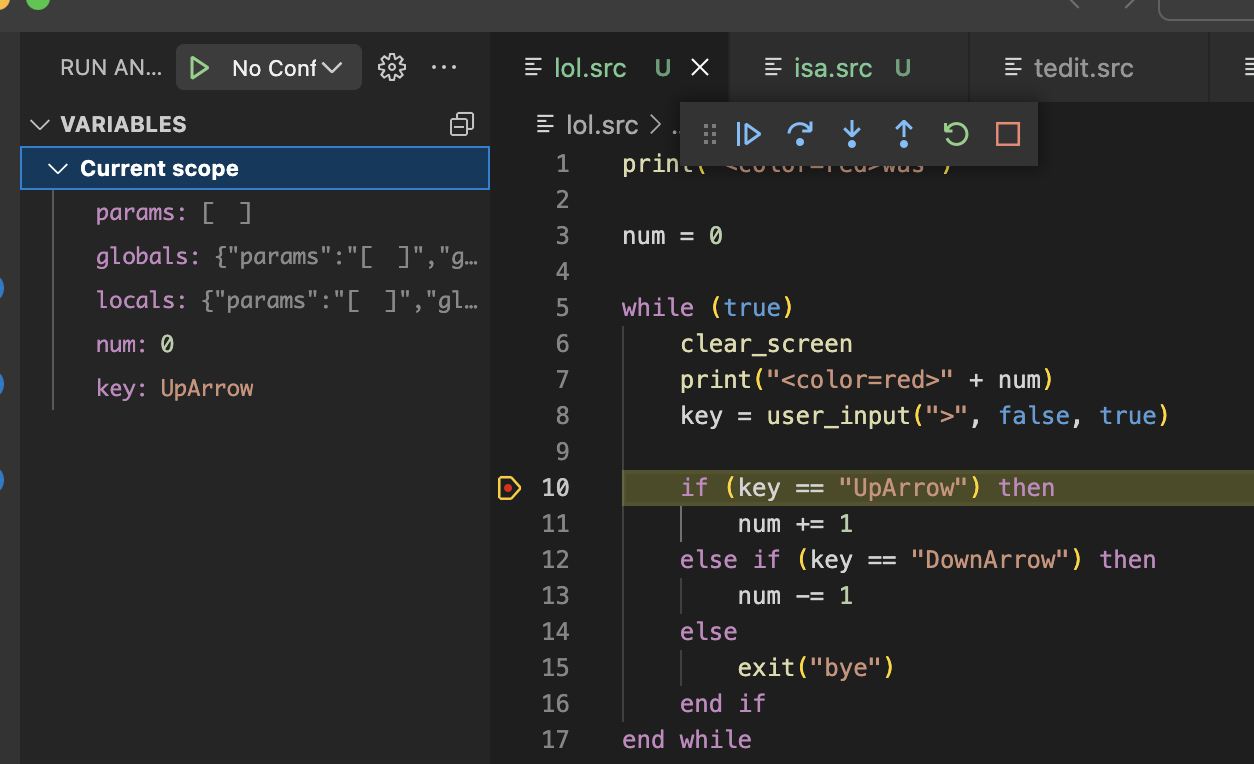 RUN AN... No Conf
VARIABLES
Current scope
params: [  ]
globals: {"params":"[  ]","g...
locals: {"params":"[  ]","gl...
num: 0
key: UpArrow
lol.src U isa.src U tedit.src
lol.src > ..
1 print("<color=red>was")
2
3 num = 0
4
5 while (true)
6 clear_screen
7 print("<color=red>" + num)
8 key = user_input(">", false, true)
9
10 if (key == "UpArrow") then
11 num += 1
12 else if (key == "DownArrow") then
13 num -= 1
14 else
15 exit("bye")
16 end if
17 end while